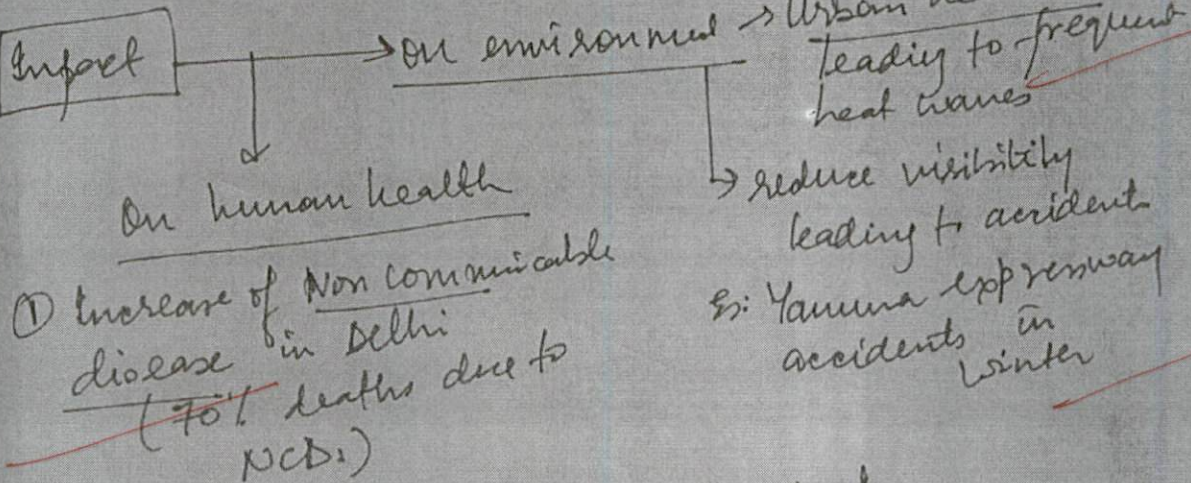 Impact
→ on environment → Urban
leading to frequent
heat waves
↳ reduce visibility
leading to accident
Eg: Yamuna expressway
accidents in
winter
On human health
① Increase of Non communicable
disease in Delhi
(70% deaths due to
NCDs)